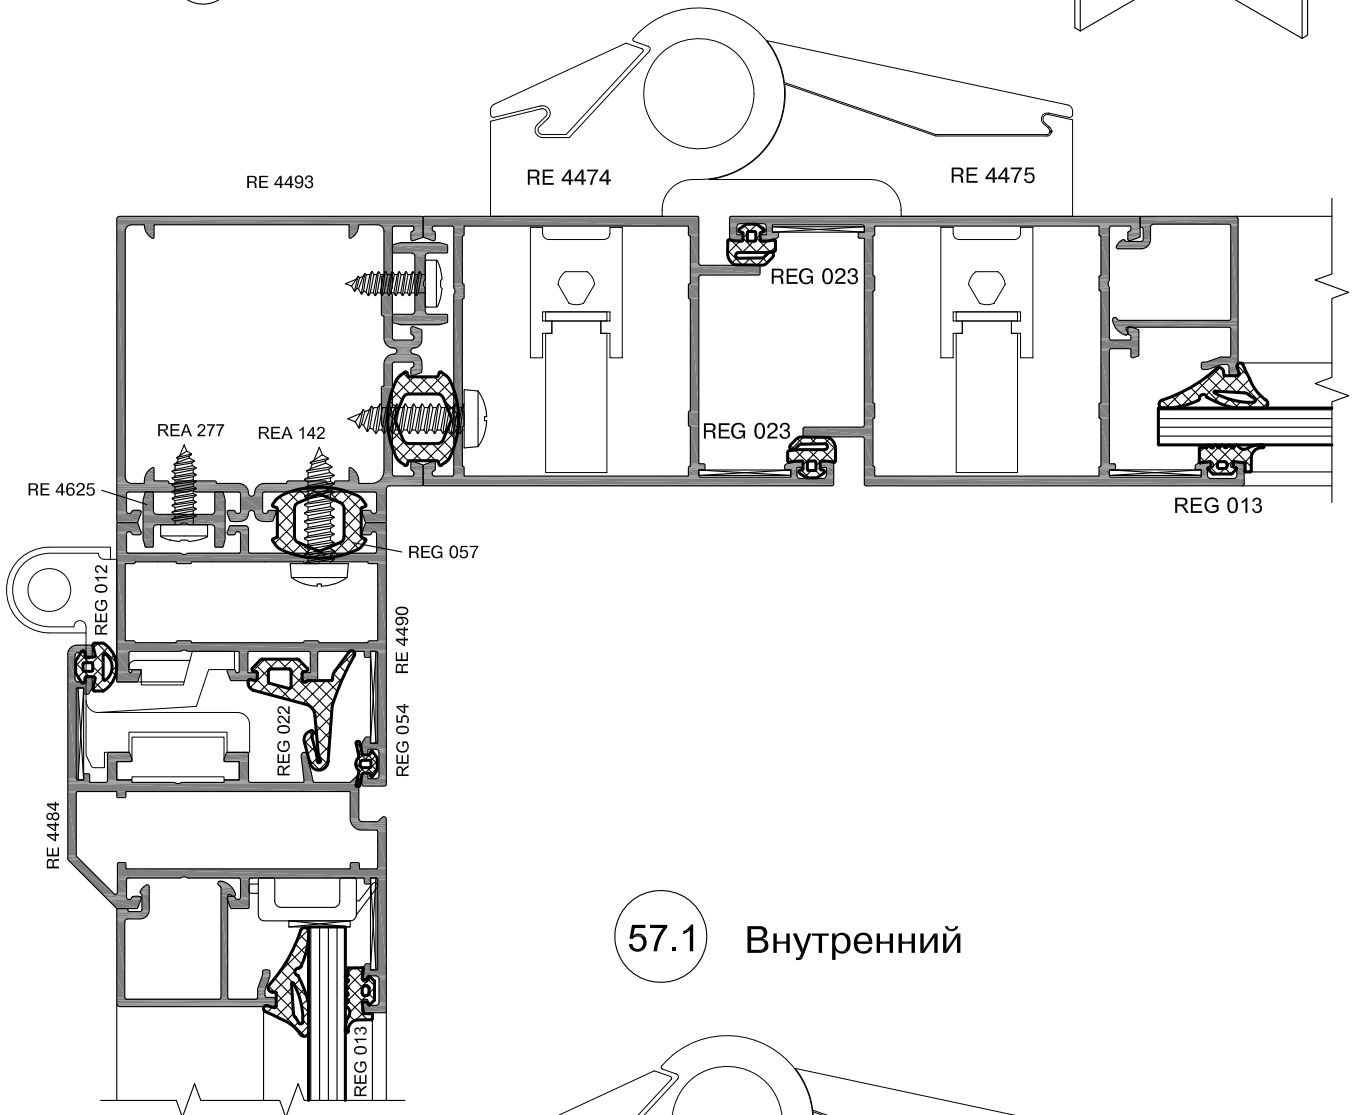 RE 4493
RE 4474
RE 4475
REG 023
REG 023
REA 277
REA 142
RE 4625
REG 013
REG 057
REG 012
RE 4490
REG 022
REG 054
RE 4484
57.1 Внутренний
REG 013